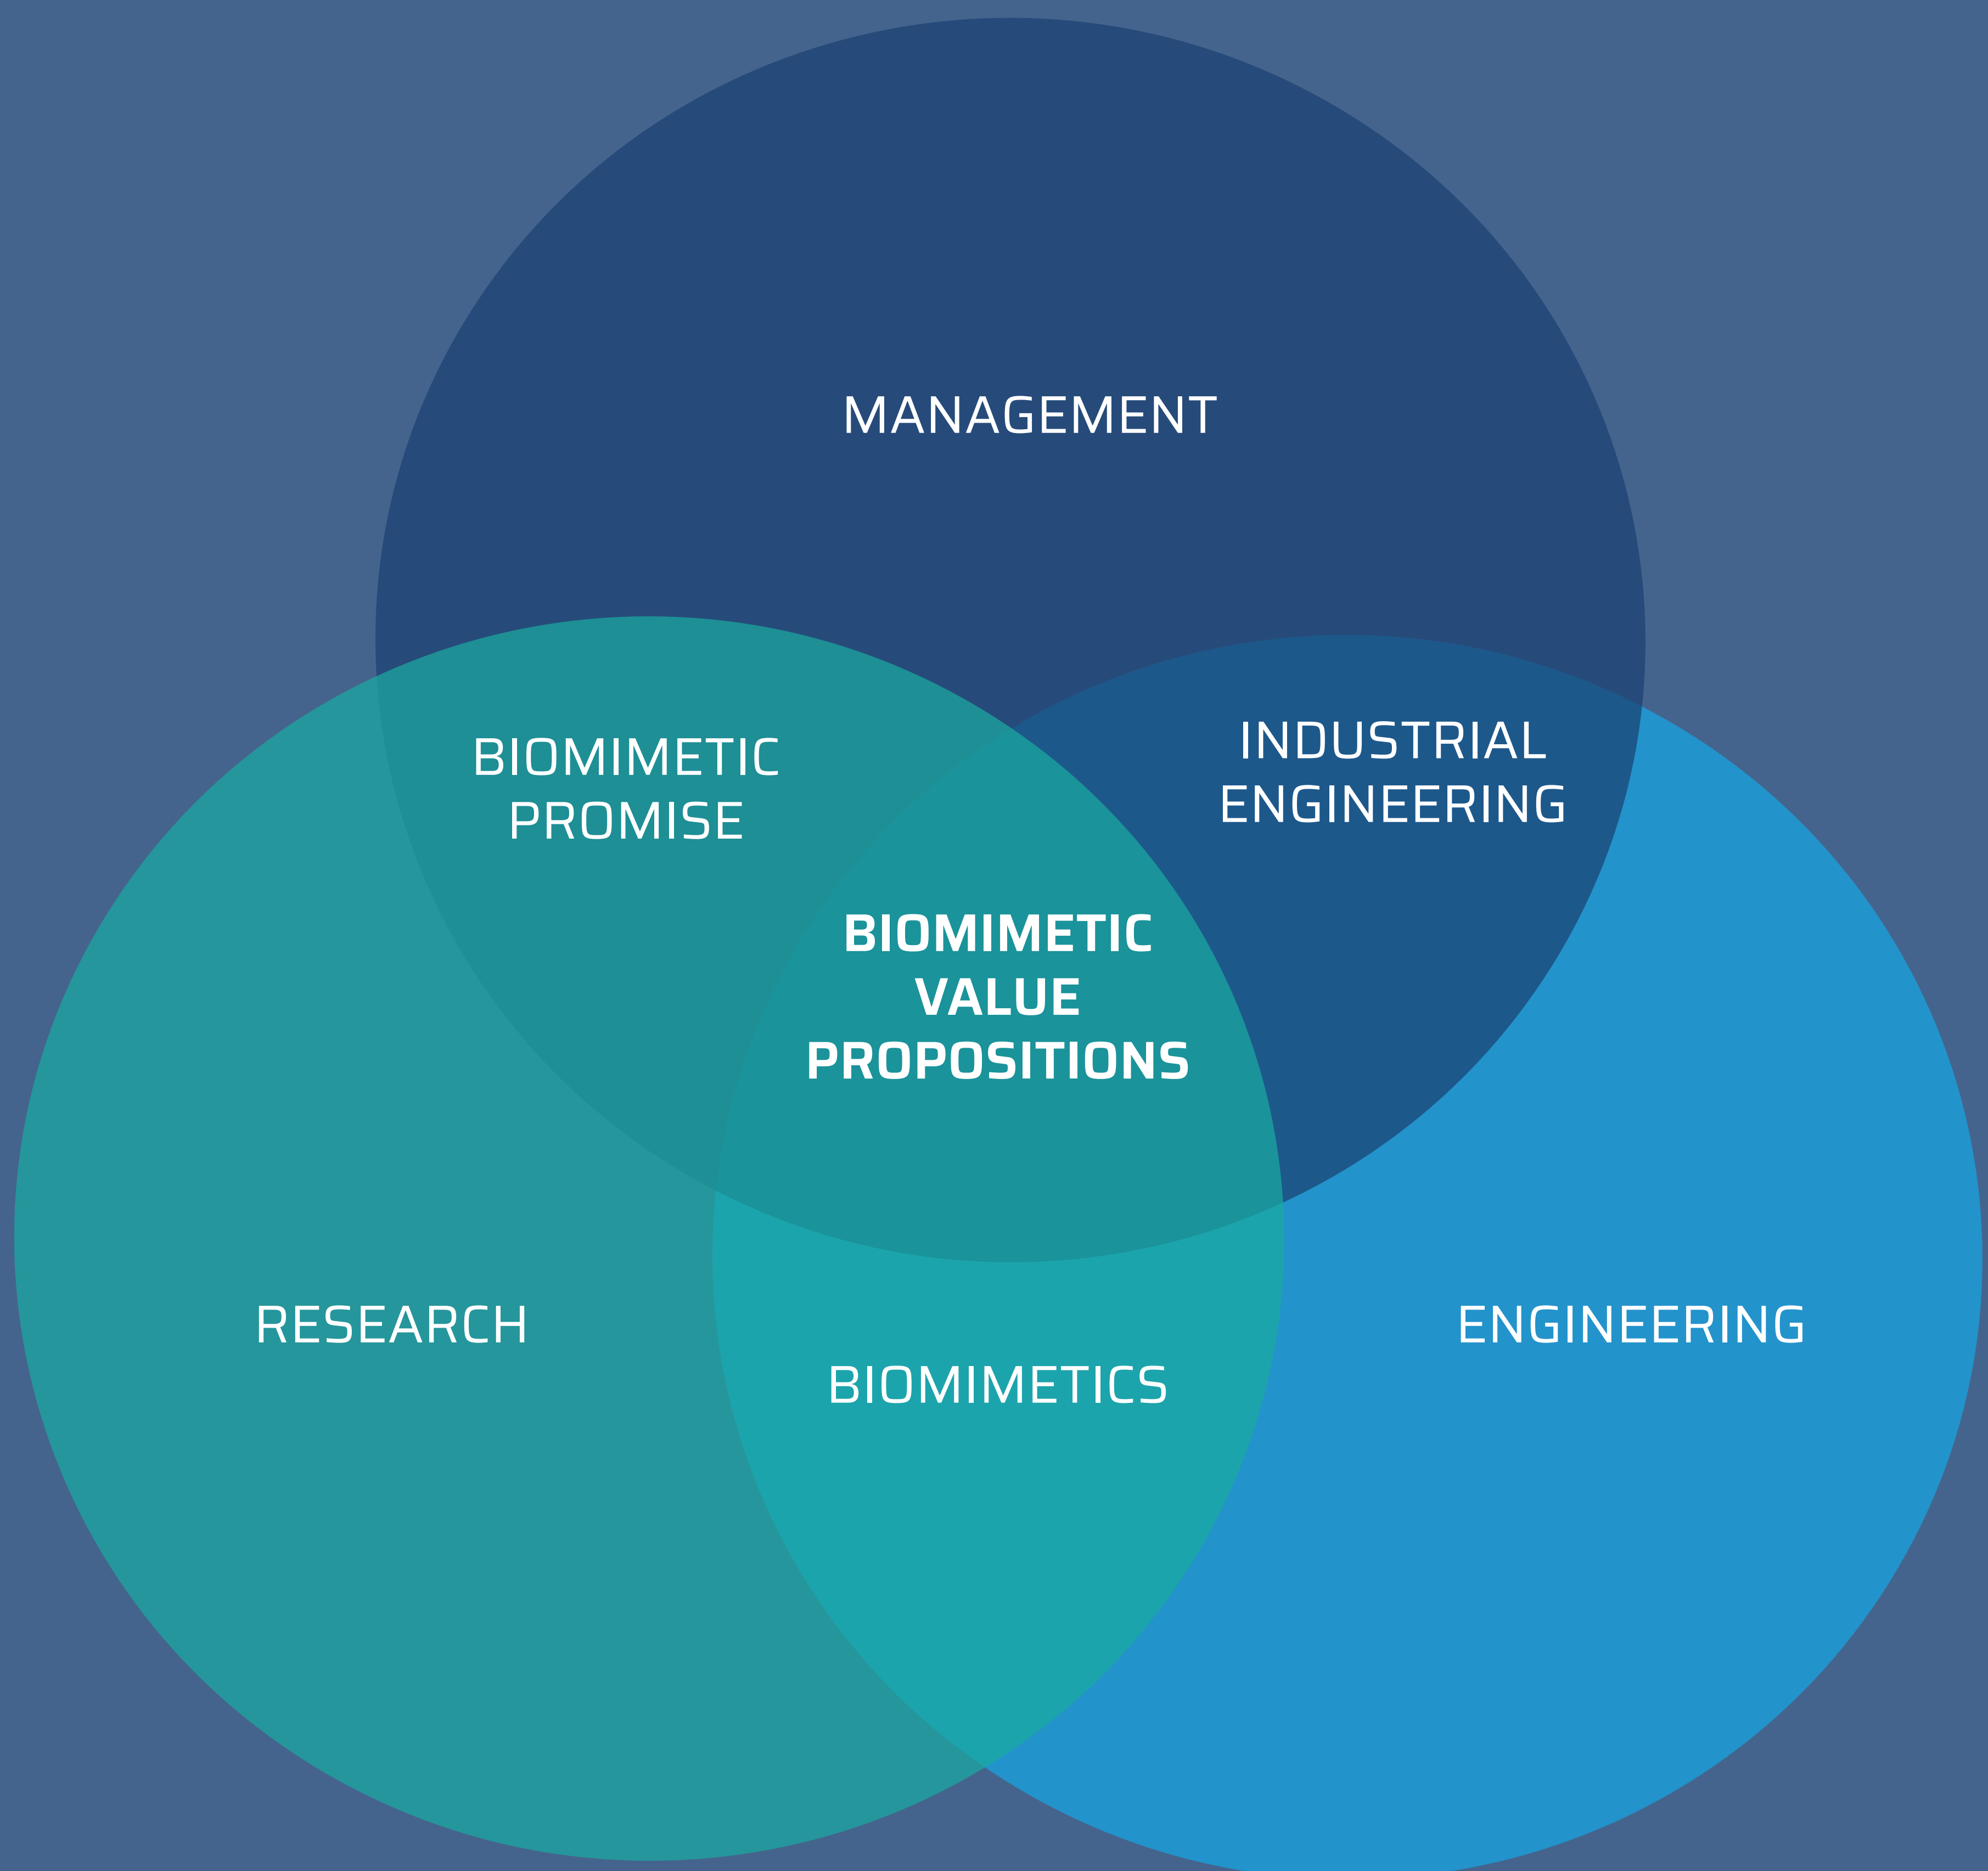 MANAGEMENT
BIOMIMETIC
PROMISE
INDUSTRIAL
ENGINEERING
BIOMIMETIC
VALUE
PROPOSITIONS
RESEARCH
ENGINEERING
BIOMIMETICS